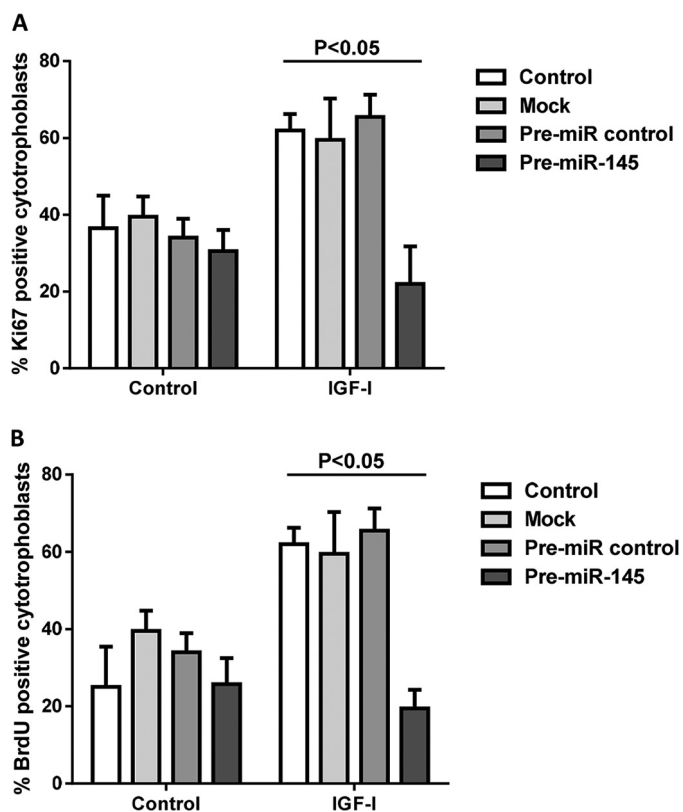 A
P<0.05
80
60
40
20
0
% Ki67 positive cytotrophoblasts
Control
IGF-I
Control
Mock
Pre-miR control
Pre-miR-145
B
P<0.05
80
60
40
20
0
% BrdU positive cytotrophoblasts
Control
IGF-I
Control
Mock
Pre-miR control
Pre-miR-145